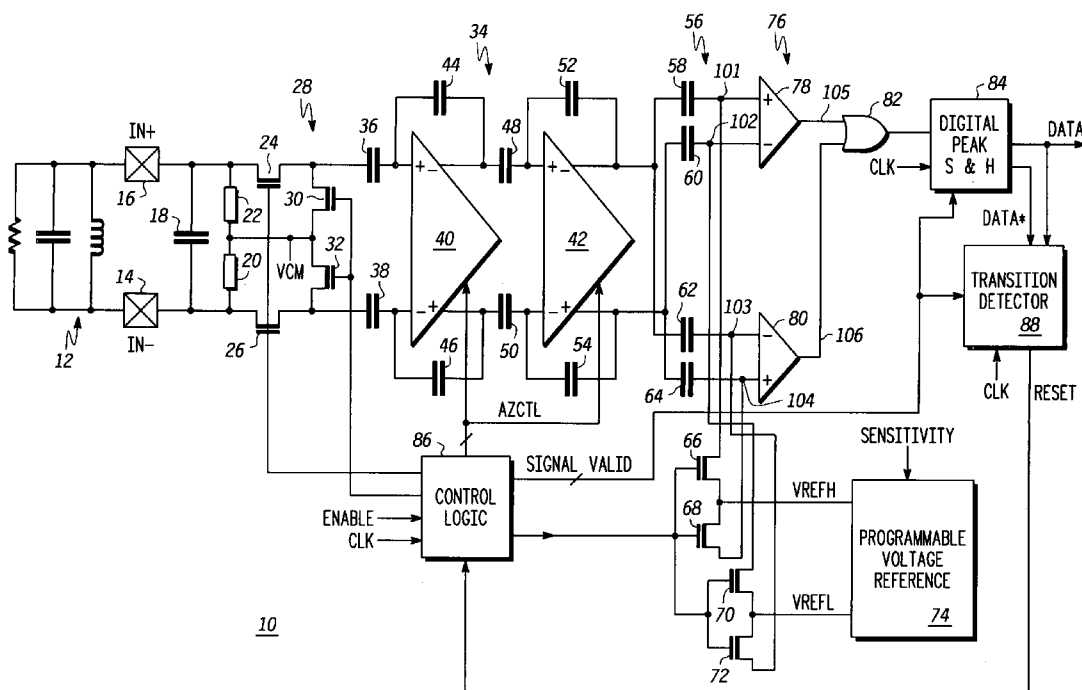 28
34
44
52
56
76
58
101
78
105
82
84
DIGITAL
PEAK
S & H
DATA
CLK
DATA*
IN+
16
24
36
48
102
60
18
22
30
VCM
20
32
40
42
12
14
IN-
26
38
46
50
54
62
103
64
80
106
104
TRANSITION
DETECTOR
88
CLK
RESET
AZCTL
86
SIGNAL VALID
CONTROL
LOGIC
ENABLE
CLK
66
68
70
72
VREFH
VREFL
SENSITIVITY
PROGRAMMABLE
VOLTAGE
REFERENCE
74
10
+
-
+
-
-
+
-
+
+
-
-
+